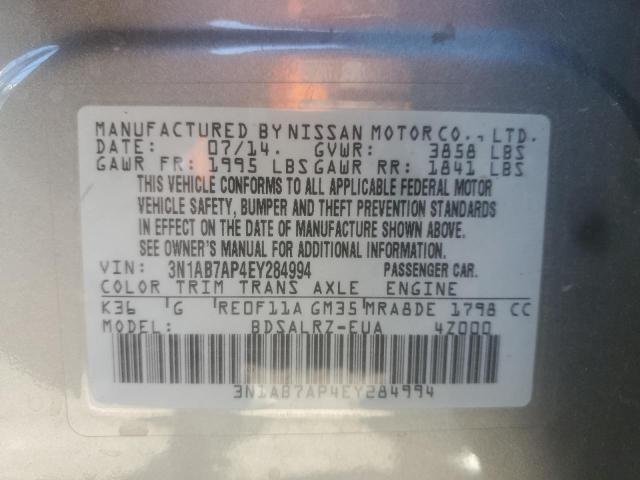 MANUFACTURED BY NISSAN MOTOR CO., LTD.
DATE: 07/14. GVWR: 3858 LBS
GAWR FR: 1995 LBS GAWR RR: 1841 LBS
THIS VEHICLE CONFORMS TO ALL APPLICABLE FEDERAL MOTOR
VEHICLE SAFETY, BUMPER AND THEFT PREVENTION STANDARDS
IN EFFECT ON THE DATE OF MANUFACTURE SHOWN ABOVE.
SEE OWNER'S MANUAL FOR ADDITIONAL INFORMATION.
VIN: 3N1AB7AP4EY284994 PASSENGER CAR.
COLOR TRIM TRANS AXLE ENGINE
K36 G RE0F11A GM35 MRA8DE 1798 CC
MODEL: BDSALRZ-EUA 4Z000
3N1AB7AP4EY284994